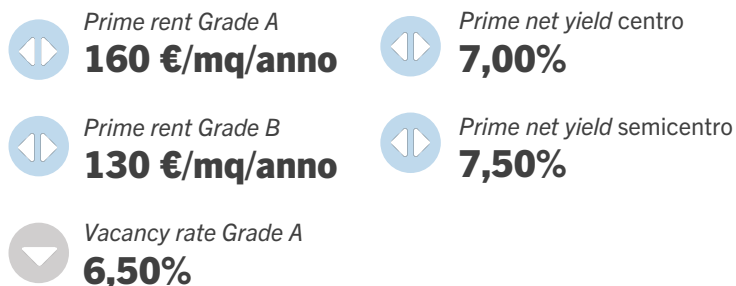 Prime rent Grade A
160 €/mq/anno
Prime rent Grade B
130 €/mq/anno
Vacancy rate Grade A
6,50%
Prime net yield centro
7,00%
Prime net yield semicentro
7,50%